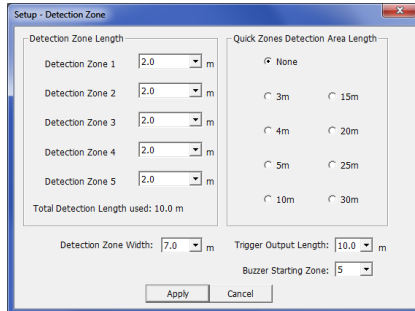 Setup - Detection Zone
Detection Zone Length
Detection Zone 1 2.0 m
Detection Zone 2 2.0 m
Detection Zone 3 2.0 m
Detection Zone 4 2.0 m
Detection Zone 5 2.0 m
Total Detection Length used: 10.0 m
Quick Zones Detection Area Length
None
3m 15m
4m 20m
5m 25m
10m 30m
Detection Zone Width: 7.0 m
Trigger Output Length: 10.0 m
Buzzer Starting Zone: 5
Apply Cancel